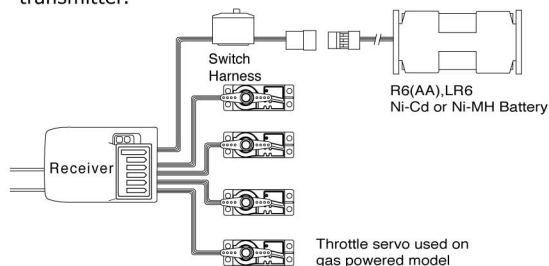 transmitter.
Switch
Harness
R6(AA),LR6
Ni-Cd or Ni-MH Battery
Receiver
Throttle servo used on
gas powered model